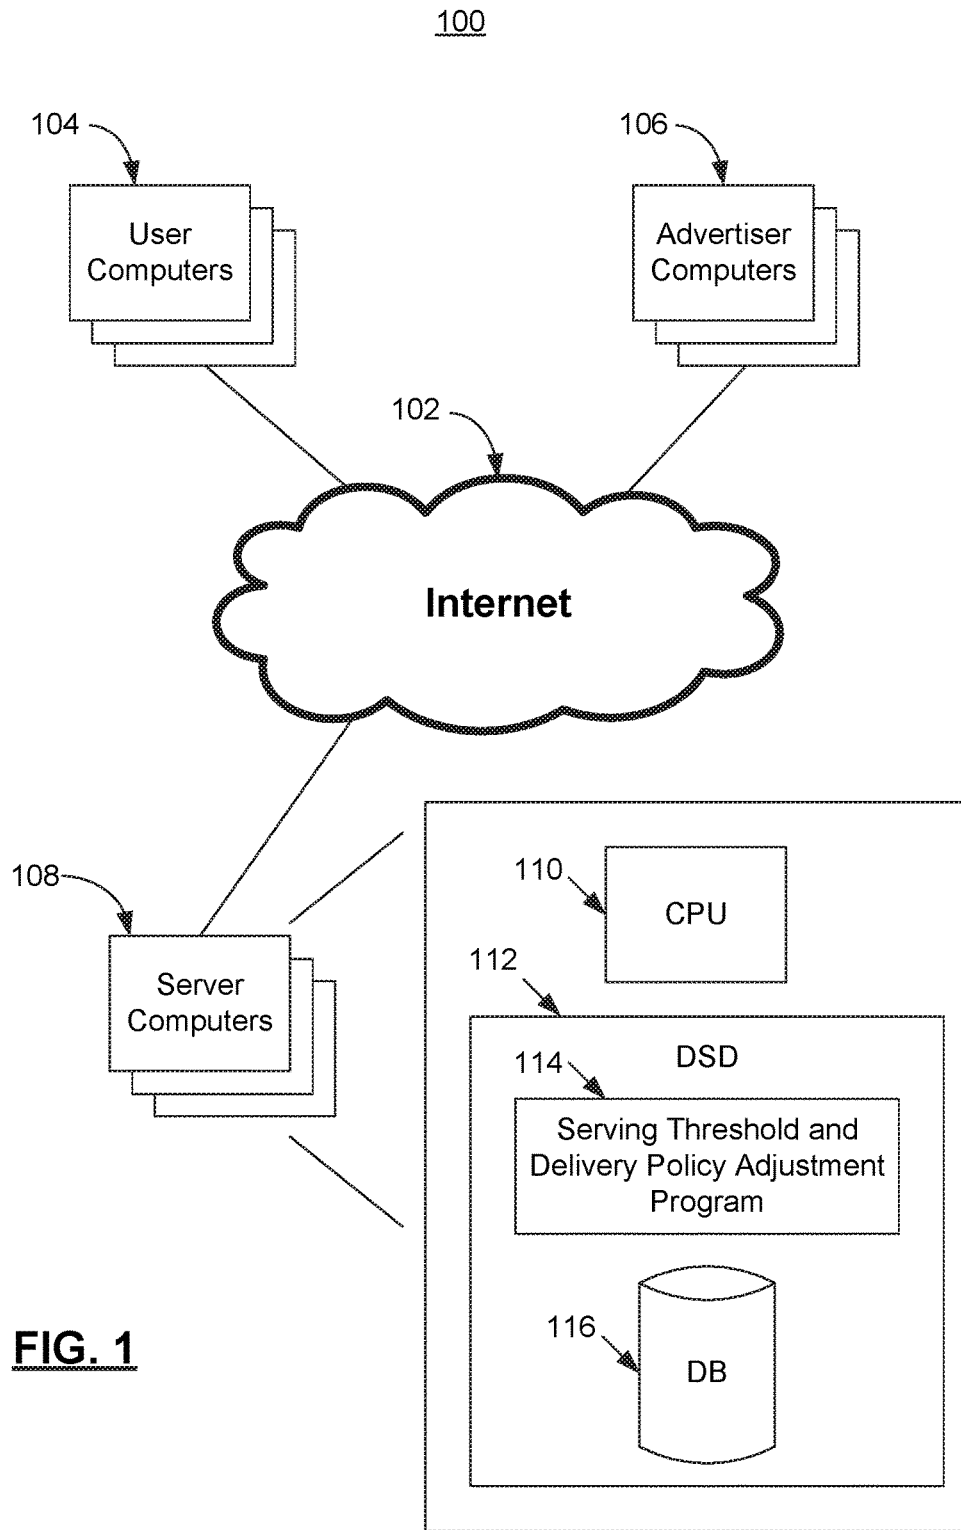 100
104
106
User
Computers
Advertiser
Computers
102
Internet
108
Server
Computers
110
CPU
112
DSD
114
Serving Threshold and
Delivery Policy Adjustment
Program
116
DB
FIG. 1